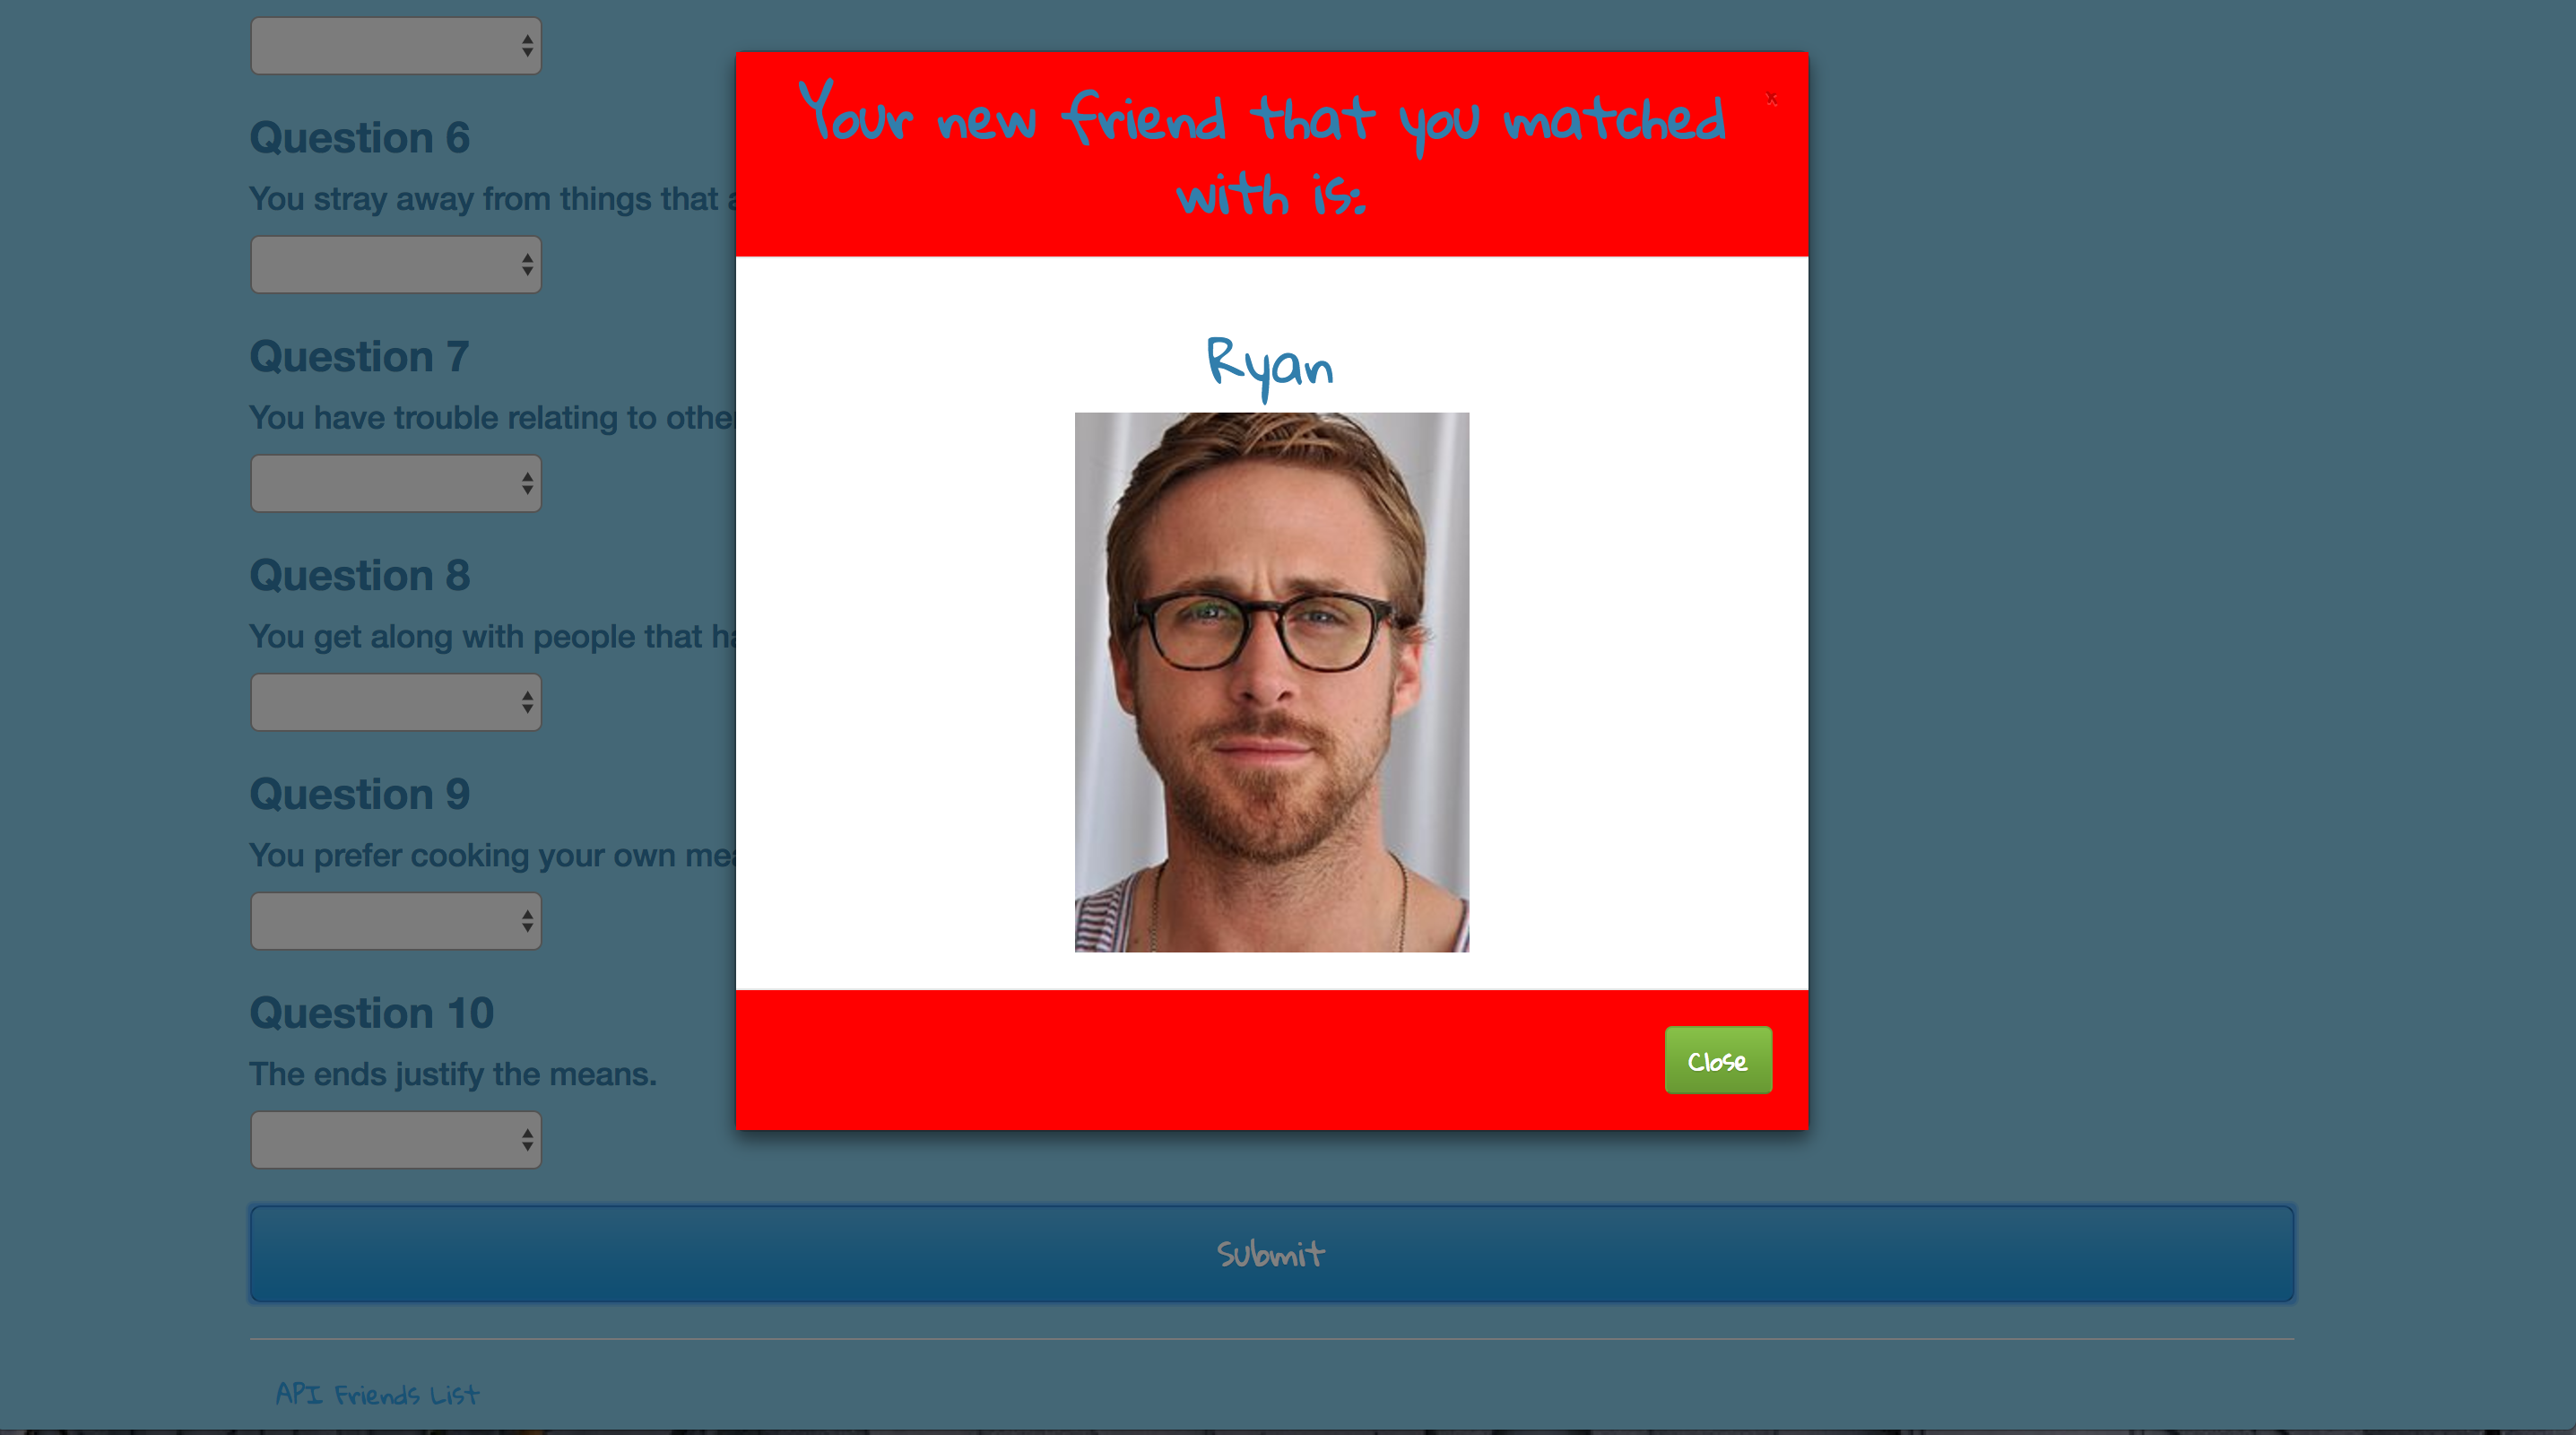 Question 6
You stray away from things that
Question 7
You have trouble relating to
Question 8
You get along with people that
Question 9
You prefer cooking your own
Question 10
The ends justify the means.
Submit
API Friends List
Your new friend that you matched
with is:
x
Ryan
Close